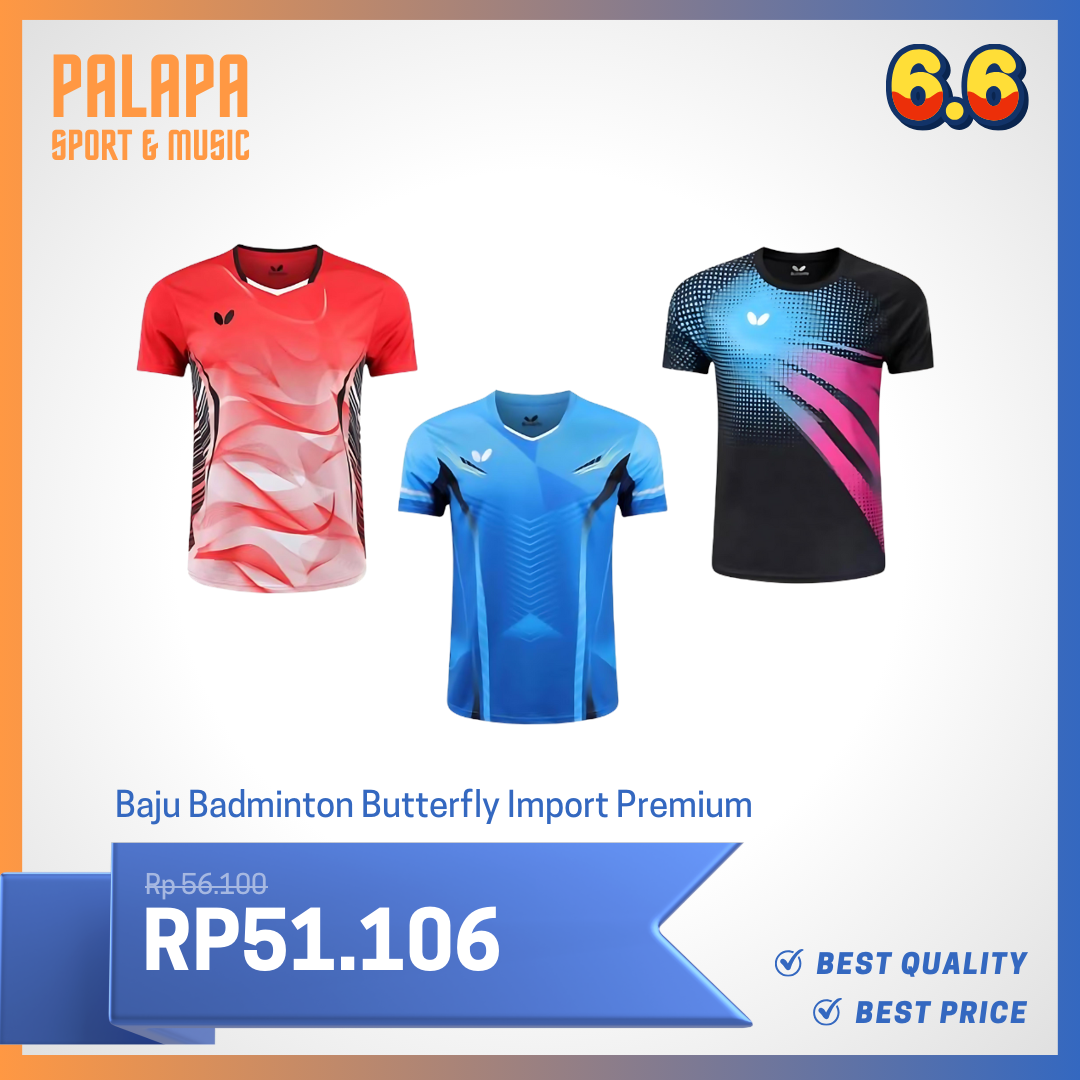 PALAPA
SPORT & MUSIC
6.6
Baju Badminton Butterfly Import Premium
Rp 56.100
RP51.106
BEST QUALITY
BEST PRICE